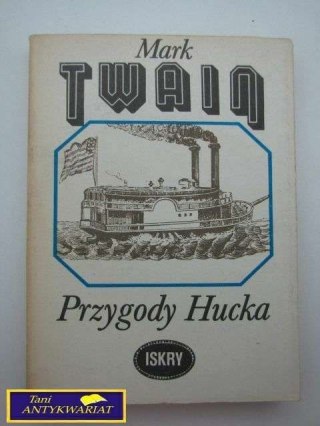 Mark
TWAIN
Przygody Hucka
ISKRY
Tani
ANTYKWARIAT